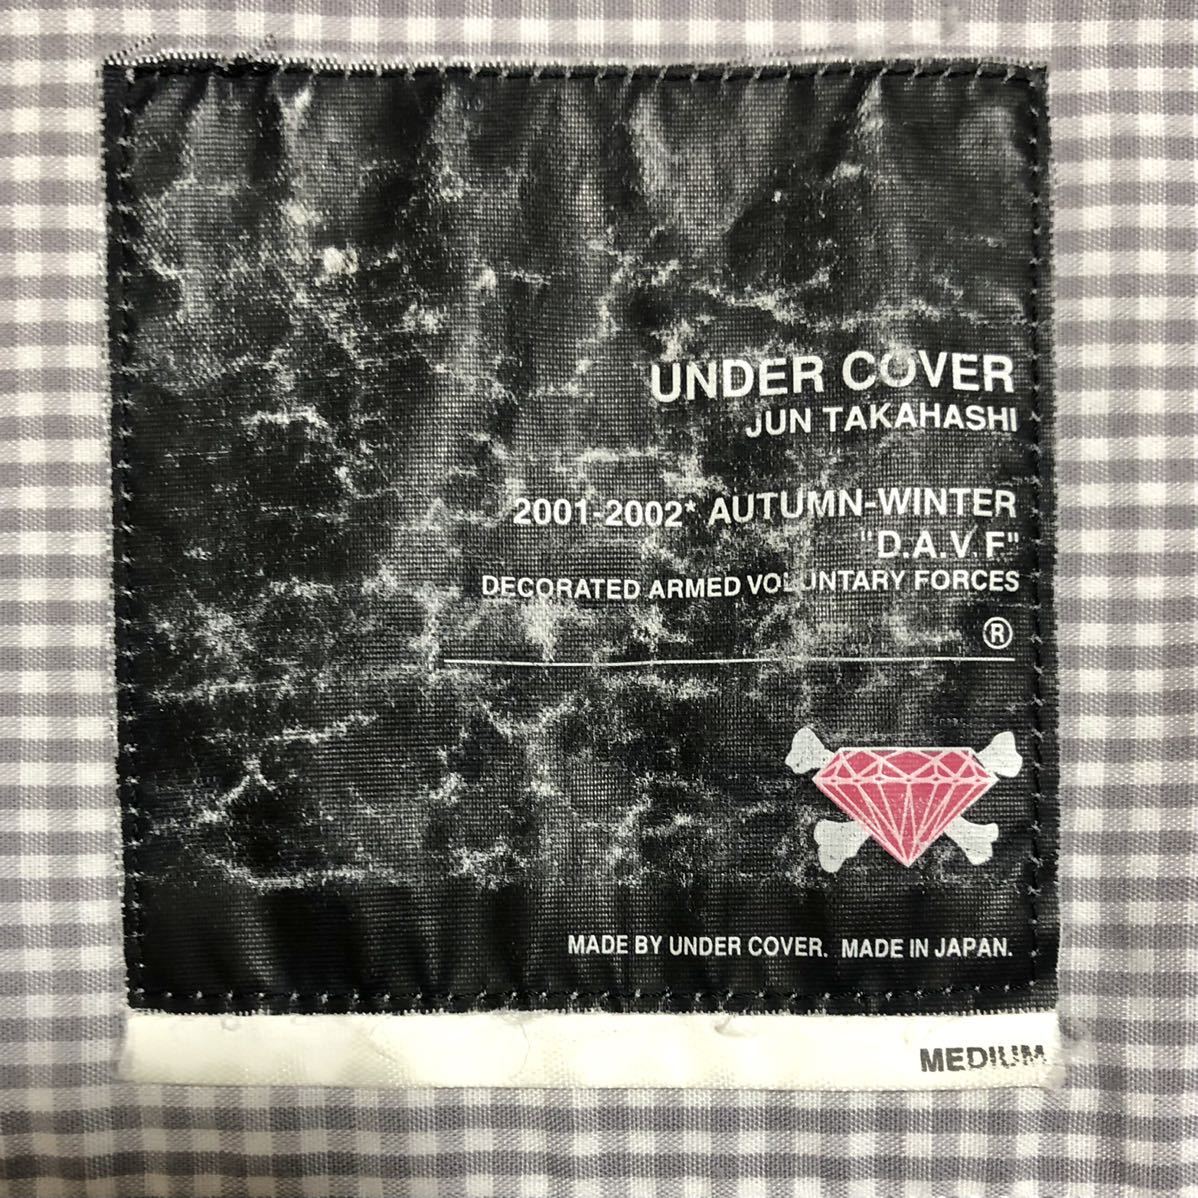 UNDER COVER
JUN TAKAHASHI
2001-2002* AUTUMN-WINTER
"D.A.V.F"
DECORATED ARMED VOLUNTARY FORCES
®
MADE BY UNDER COVER. MADE IN JAPAN.
MEDIUM